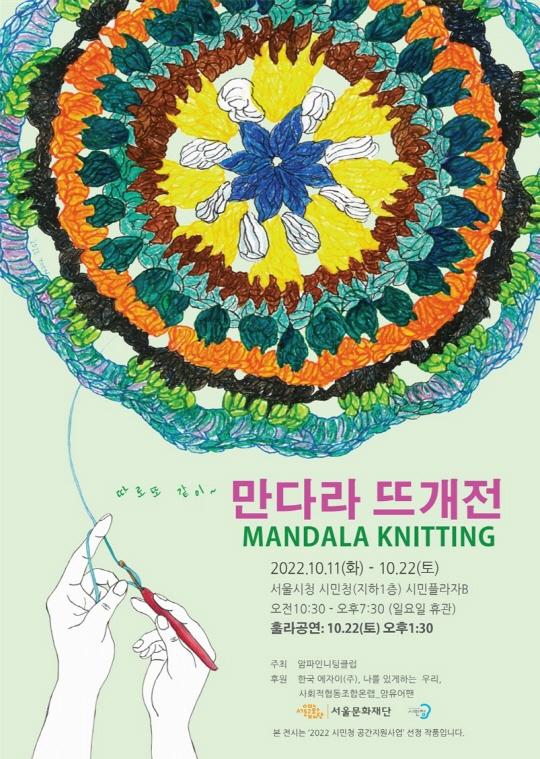 따로또 같이~
만다라 뜨개전
MANDALA KNITTING
2022.10.11(화) - 10.22(토)
서울시청 시민청(지하1층) 시민플라자B
오전10:30 - 오후7:30 (일요일 휴관)
훌라공연: 10.22(토) 오후1:30
주최 암파인니팅클럽
후원 한국 에자이(주), 나를 있게하는 우리,
사회적협동조합온랩_암유어팬
서울문화재단 시민청
본 전시는 '2022 시민청 공간지원사업' 선정 작품입니다.